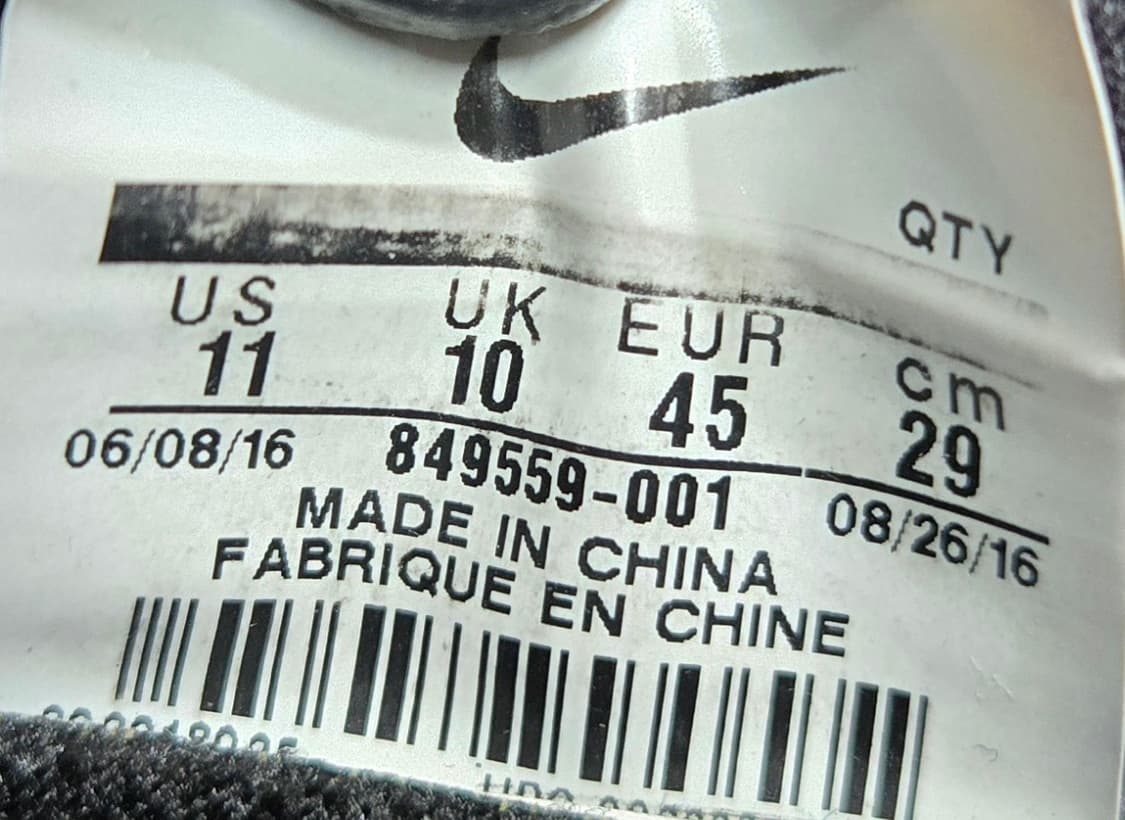 QTY
US UK EUR cm
11 10 45 29
06/08/16 849559-001 08/26/16
MADE IN CHINA
FABRIQUE EN CHINE